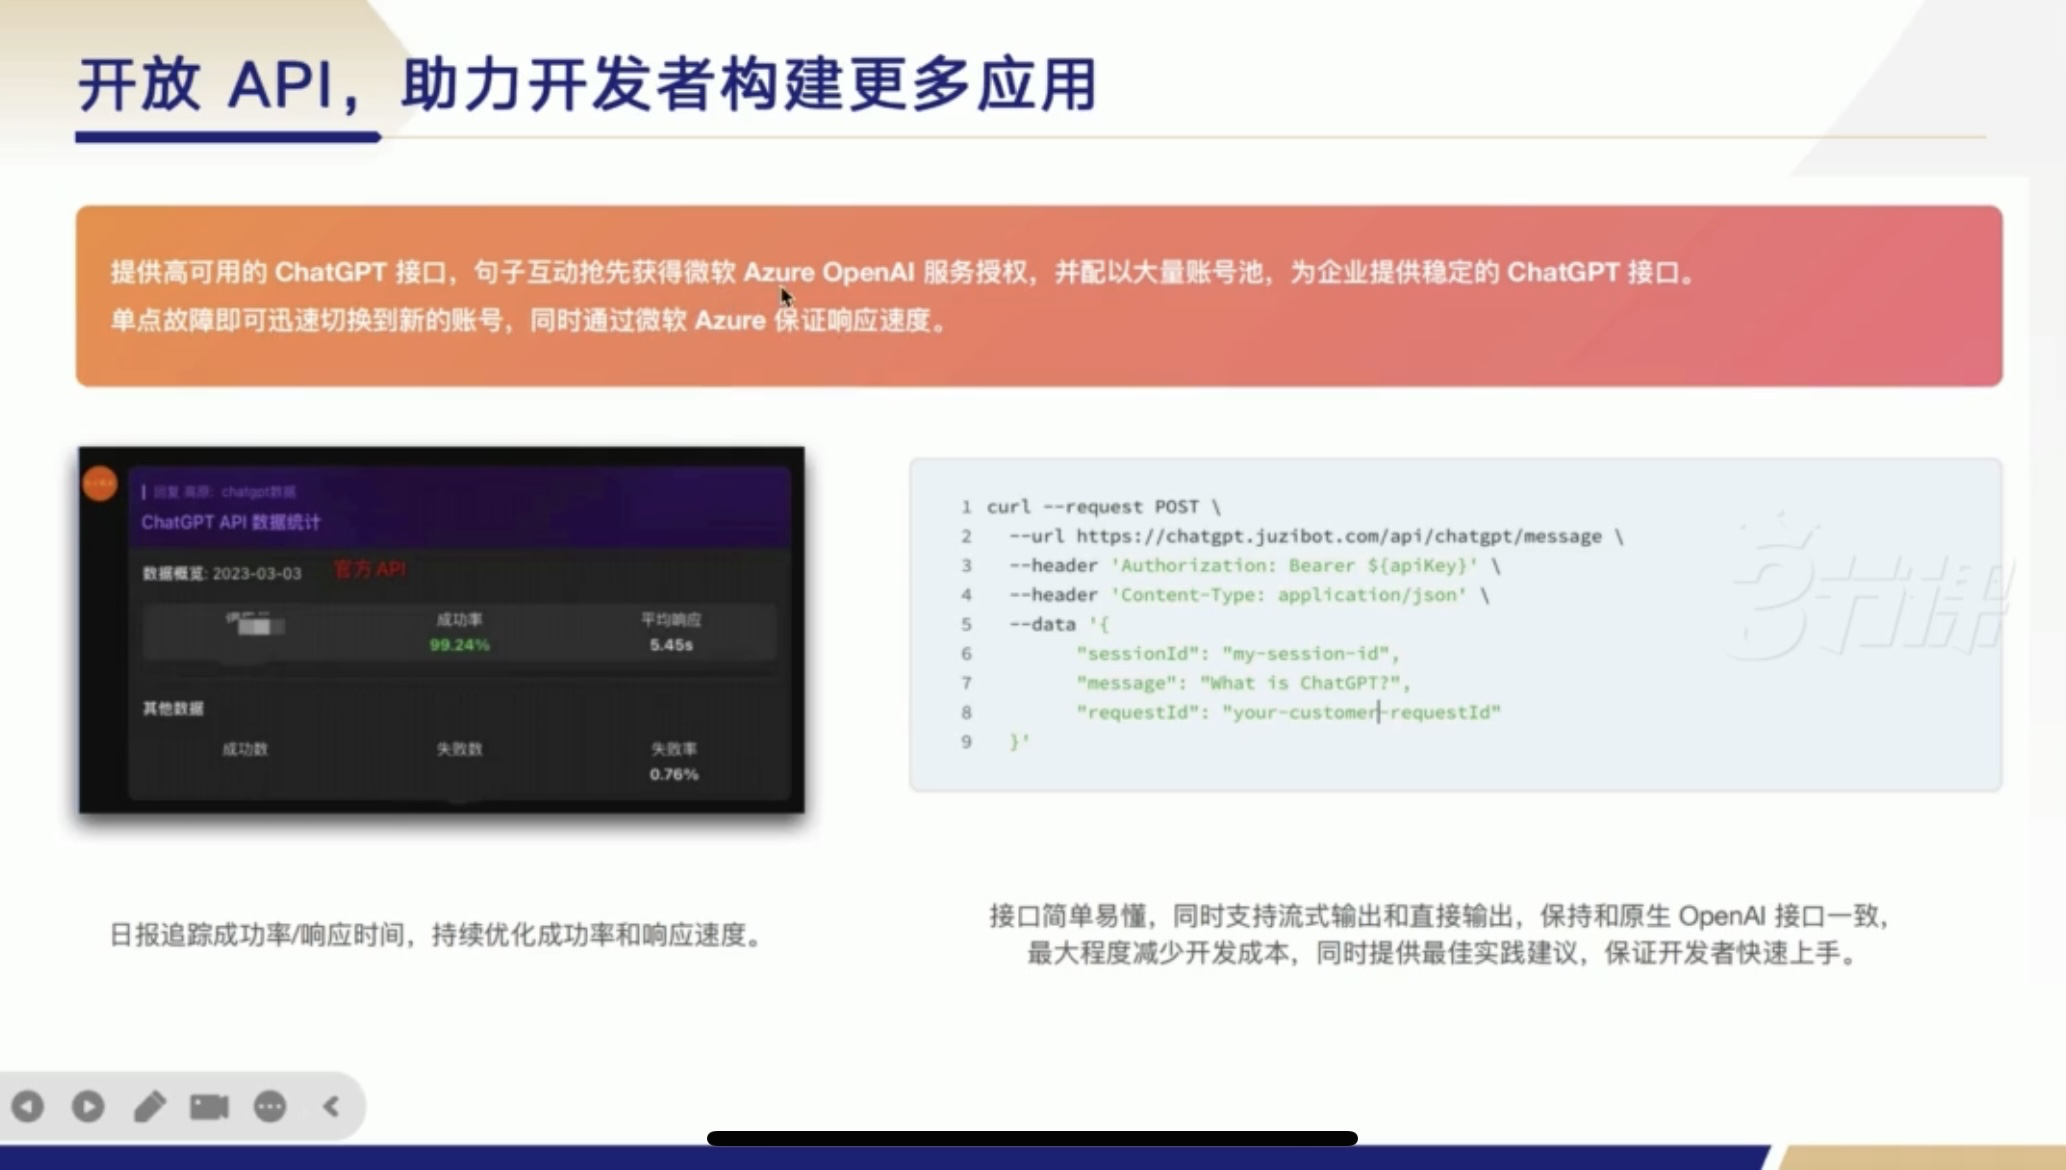 开放 API，助力开发者构建更多应用
提供高可用的 ChatGPT 接口，句子互动抢先获得微软 Azure OpenAI 服务授权，并配以大量账号池，为企业提供稳定的 ChatGPT 接口。
单点故障即可迅速切换到新的账号，同时通过微软 Azure 保证响应速度。
回复 高原：chatgpt数据
ChatGPT API 数据统计
数据概览: 2023-03-03 官方 API
成功率 平均响应
99.24% 5.45s
其他数据
成功数 失败数 失败率
0.76%
日报追踪成功率/响应时间，持续优化成功率和响应速度。
1 curl --request POST \
2 --url https://chatgpt.juzibot.com/api/chatgpt/message \
3 --header 'Authorization: Bearer ${apiKey}' \
4 --header 'Content-Type: application/json' \
5 --data '{
6 "sessionId": "my-session-id",
7 "message": "What is ChatGPT?",
8 "requestId": "your-customer-requestId"
9 }'
3节课
接口简单易懂，同时支持流式输出和直接输出，保持和原生 OpenAI 接口一致，
最大程度减少开发成本，同时提供最佳实践建议，保证开发者快速上手。